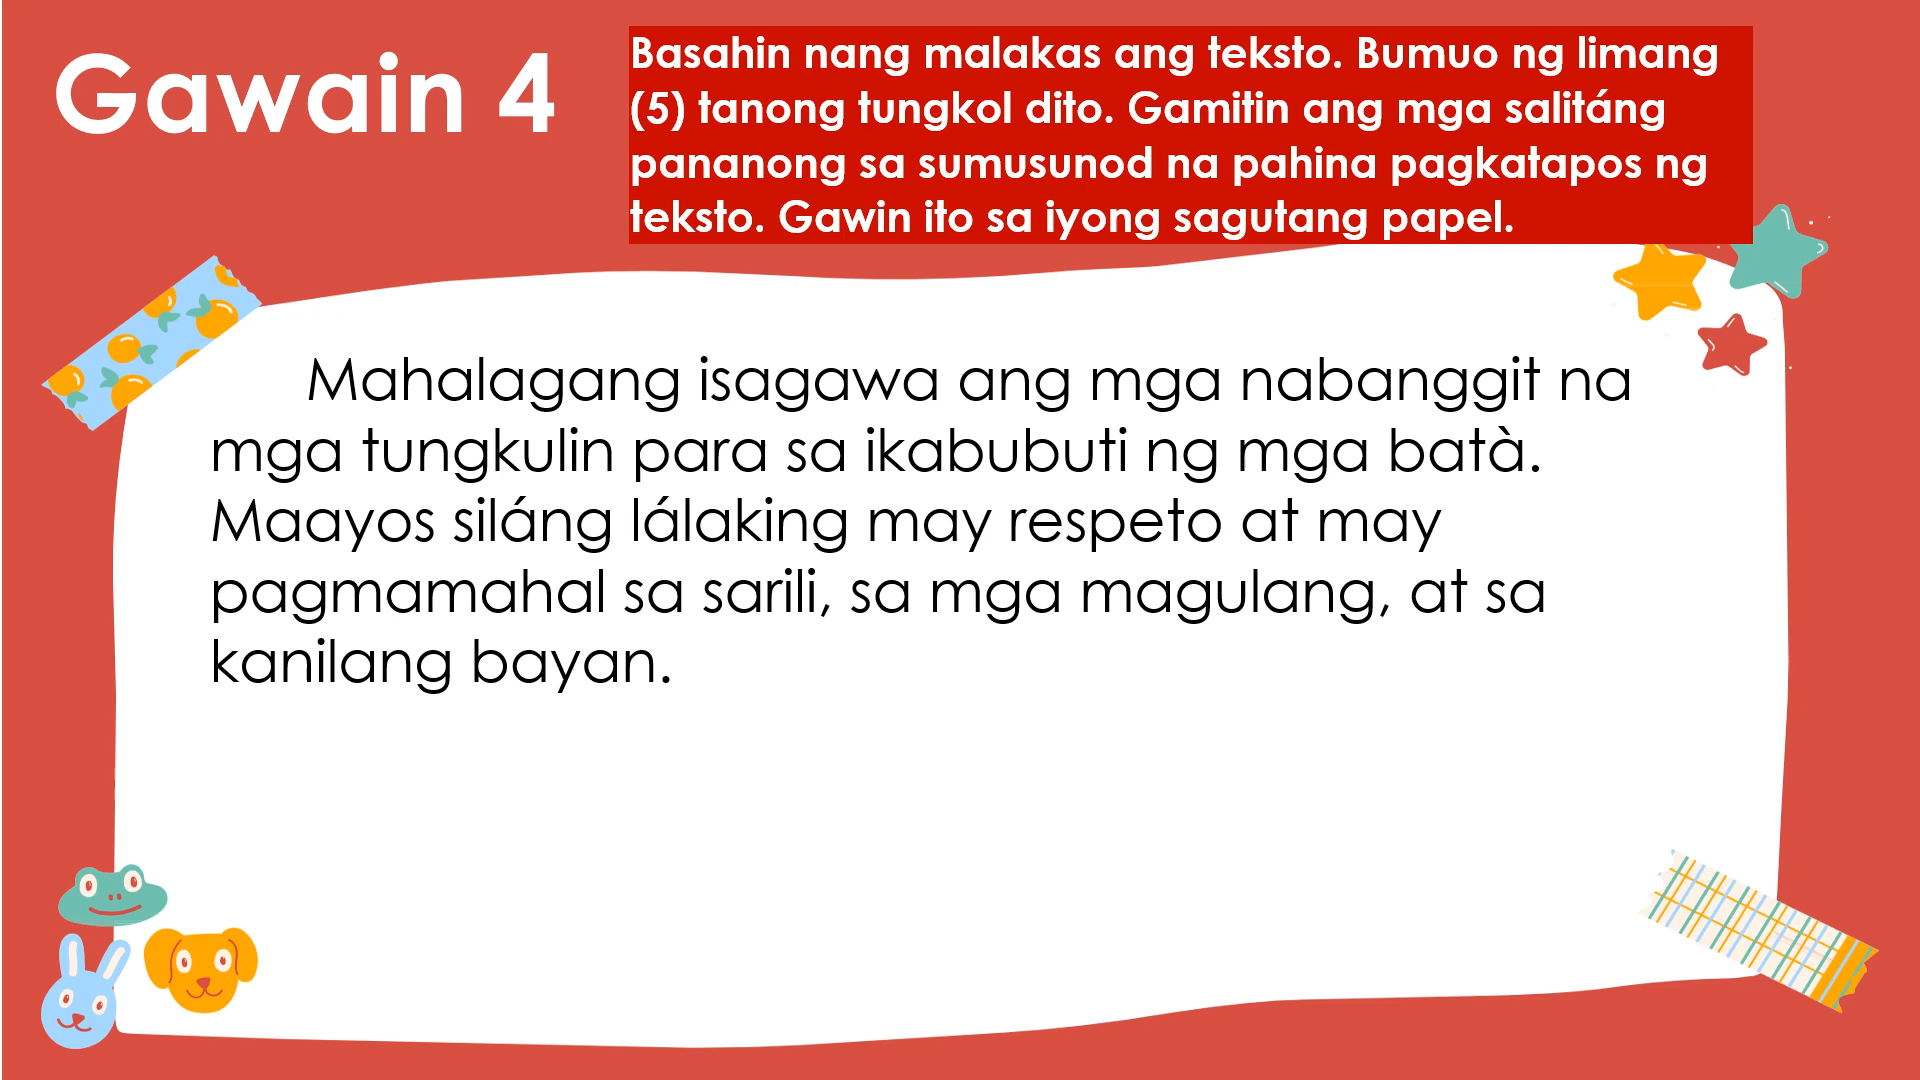 Gawain 4
Basahin nang malakas ang teksto. Bumuo ng limang
(5) tanong tungkol dito. Gamitin ang mga salitáng
pananong sa sumusunod na pahina pagkatapos ng
teksto. Gawin ito sa iyong sagutang papel.
Mahalagang isagawa ang mga nabanggit na
mga tungkulin para sa ikabubuti ng mga batà.
Maayos siláng lálaking may respeto at may
pagmamahal sa sarili, sa mga magulang, at sa
kanilang bayan.